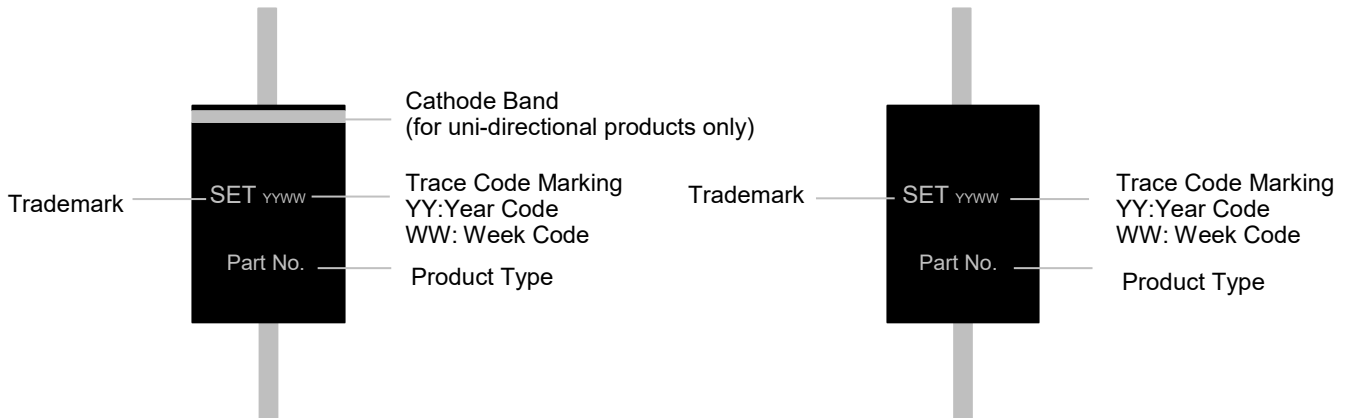 Cathode Band
(for uni-directional products only)
Trademark
SET YYWW
Trace Code Marking
YY:Year Code
WW: Week Code
Part No.
Product Type
Trademark
SET YYWW
Trace Code Marking
YY:Year Code
WW: Week Code
Part No.
Product Type